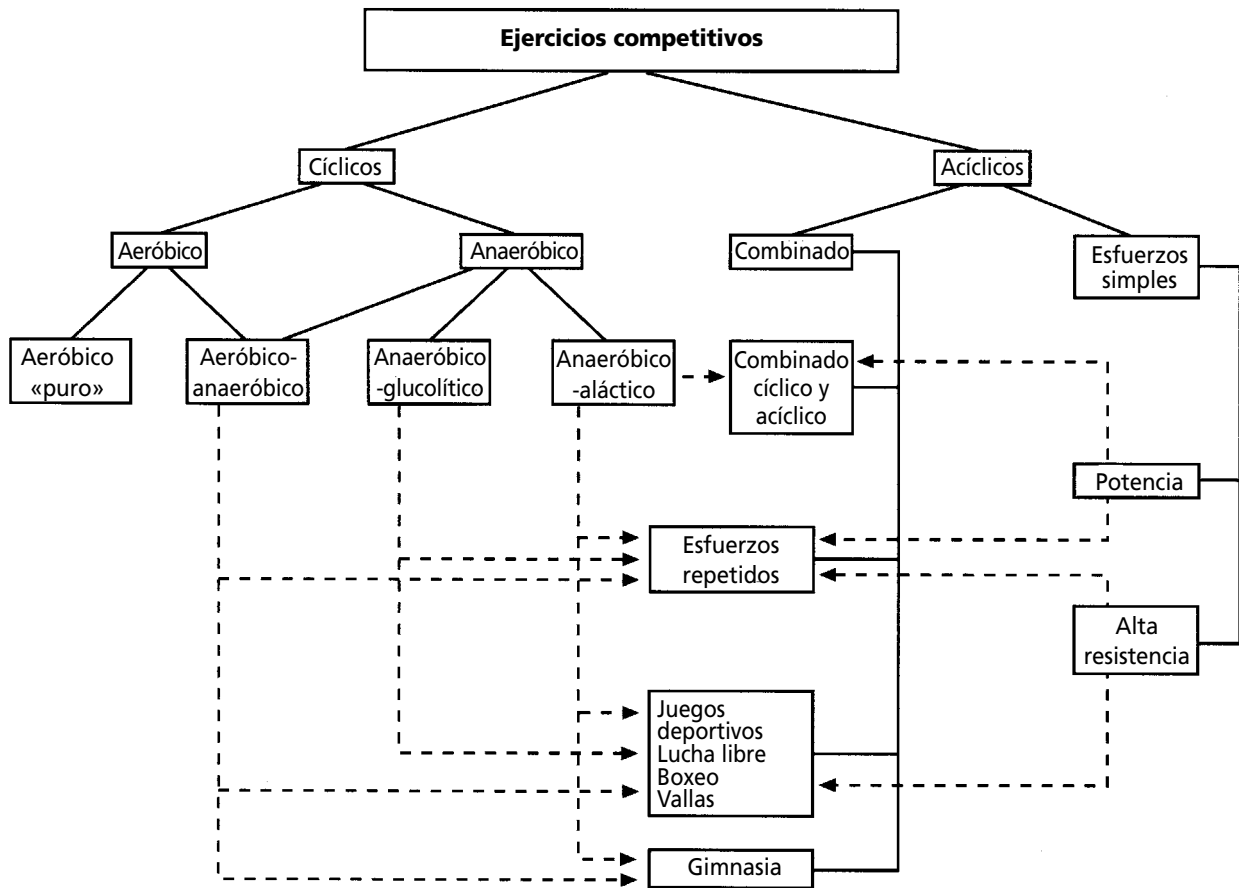 Ejercicios competitivos
Cíclicos
Acíclicos
Aeróbico
Anaeróbico
Combinado
Esfuerzos
simples
Aeróbico
«puro»
Aeróbico-
anaeróbico
Anaeróbico
-glucolítico
Anaeróbico
-aláctico
Combinado
cíclico y
acíclico
Potencia
Esfuerzos
repetidos
Alta
resistencia
Juegos
deportivos
Lucha libre
Boxeo
Vallas
Gimnasia